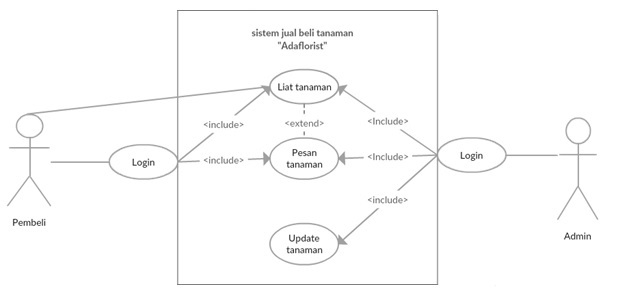 sistem jual beli tanaman
"Adaflorist"
Liat tanaman
<include>
<extend>
<Include>
Login
<include>
Pesan
tanaman
<Include>
Login
<include>
Pembeli
Update
tanaman
Admin